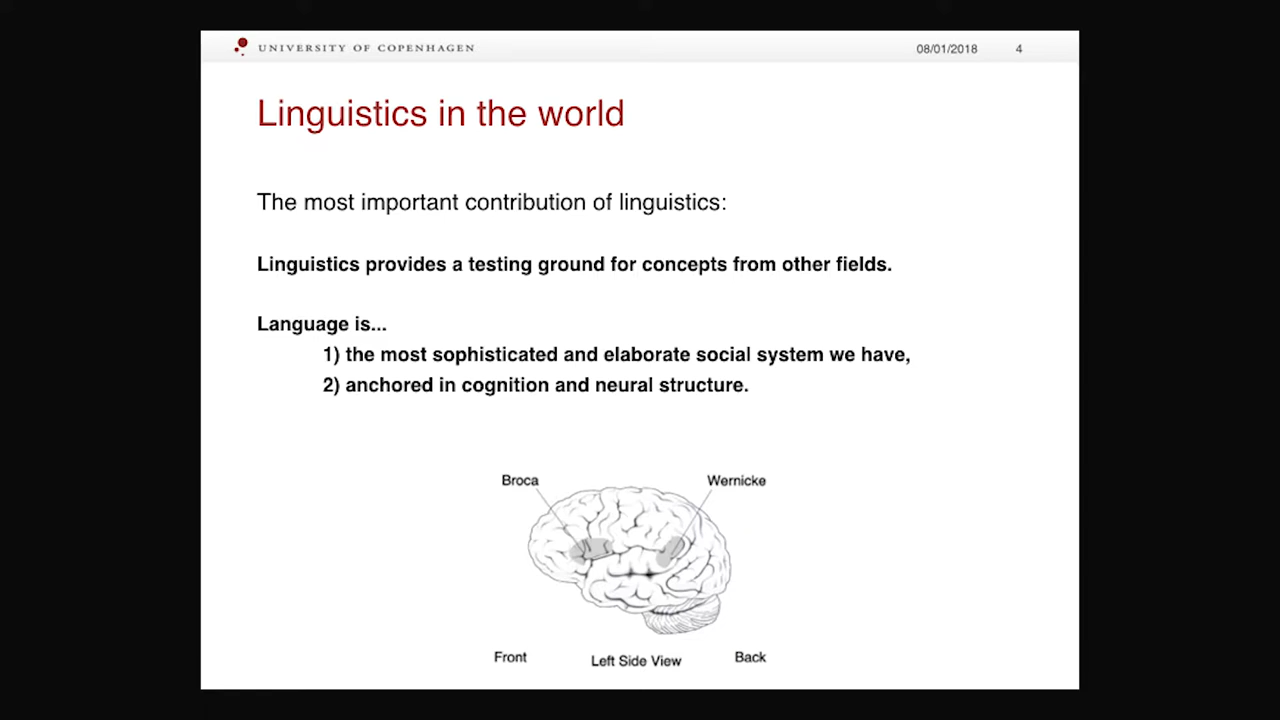 UNIVERSITY OF COPENHAGEN
08/01/2018 4
Linguistics in the world
The most important contribution of linguistics:
Linguistics provides a testing ground for concepts from other fields.
Language is...
1) the most sophisticated and elaborate social system we have,
2) anchored in cognition and neural structure.
Broca Wernicke
Front Left Side View Back